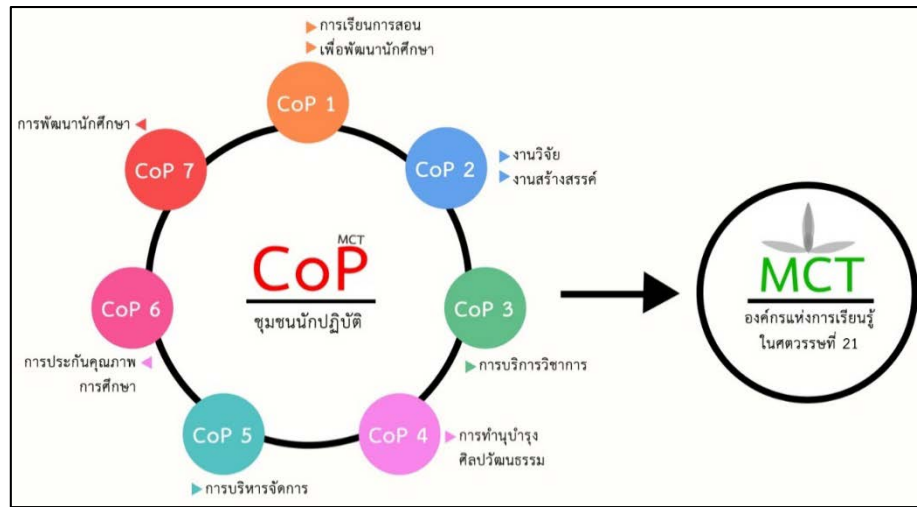 การเรียนการสอน
เพื่อพัฒนานักศึกษา
CoP 1
การพัฒนานักศึกษา
CoP 7
CoP 2
งานวิจัย
งานสร้างสรรค์
MCT
CoP
ชุมชนนักปฏิบัติ
CoP 6
การประกันคุณภาพ
การศึกษา
CoP 3
การบริการวิชาการ
CoP 5
การบริหารจัดการ
CoP 4
การทำนุบำรุง
ศิลปวัฒนธรรม
MCT
องค์กรแห่งการเรียนรู้
ในศตวรรษที่ 21